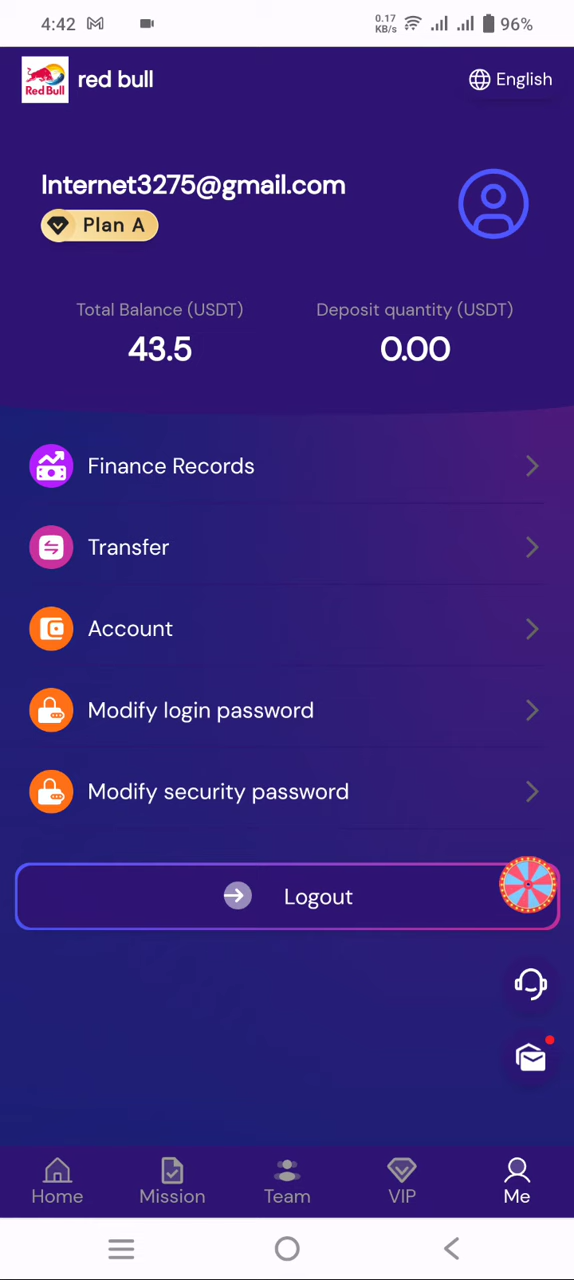 4:42
0.17
KB/s
96%
Red Bull
red bull
English
Internet3275@gmail.com
Plan A
Total Balance (USDT)
Deposit quantity (USDT)
43.5
0.00
Finance Records
Transfer
Account
Modify login password
Modify security password
Logout
Home
Mission
Team
VIP
Me